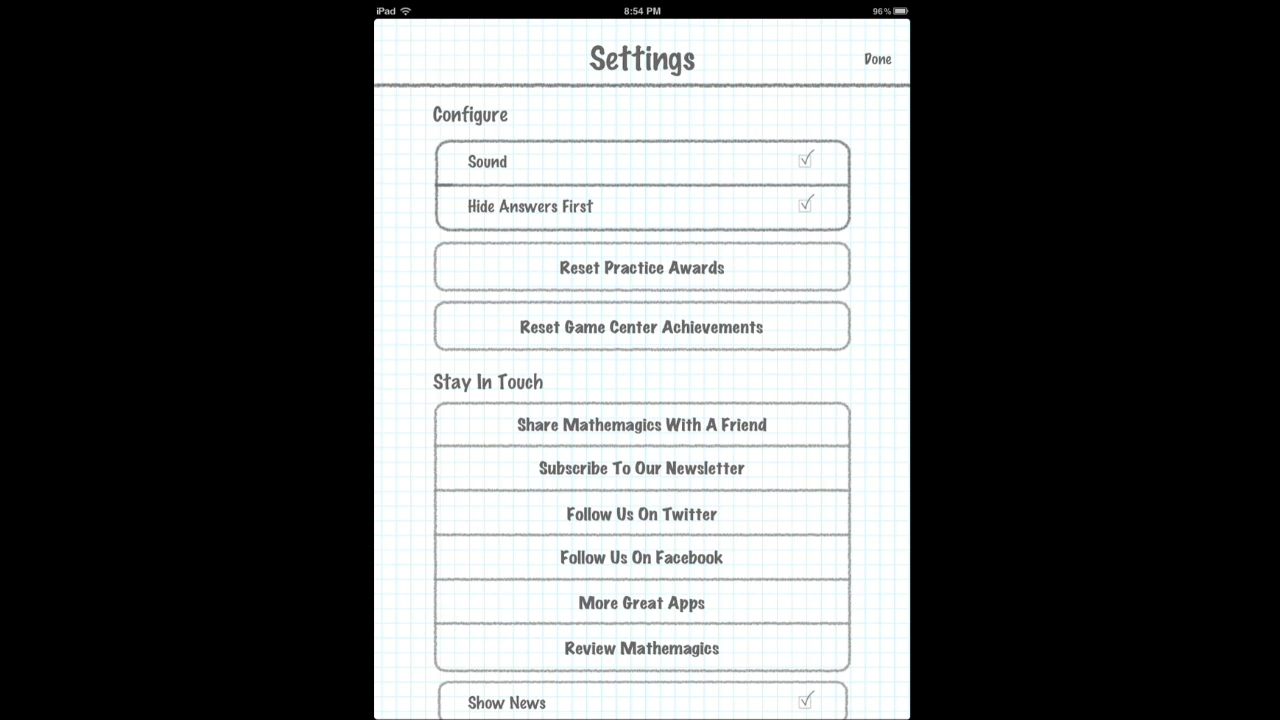 iPad 8:54 PM 96%
Settings
Done
Configure
Sound
Hide Answers First
Reset Practice Awards
Reset Game Center Achievements
Stay In Touch
Share Mathemagics With A Friend
Subscribe To Our Newsletter
Follow Us On Twitter
Follow Us On Facebook
More Great Apps
Review Mathemagics
Show News